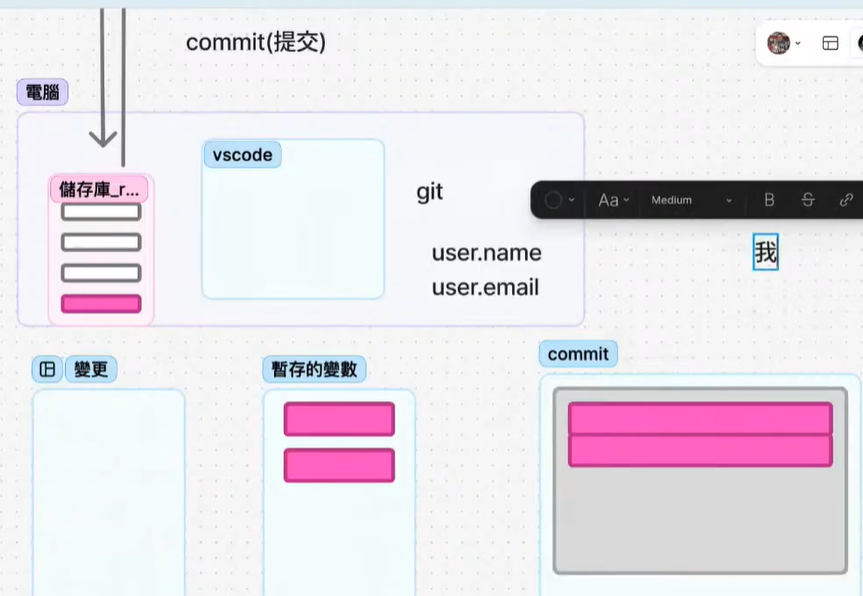 commit(提交)
電腦
儲存庫_r...
vscode
git
user.name
user.email
Aa
Medium
B
S
我
變更
暫存的變數
commit